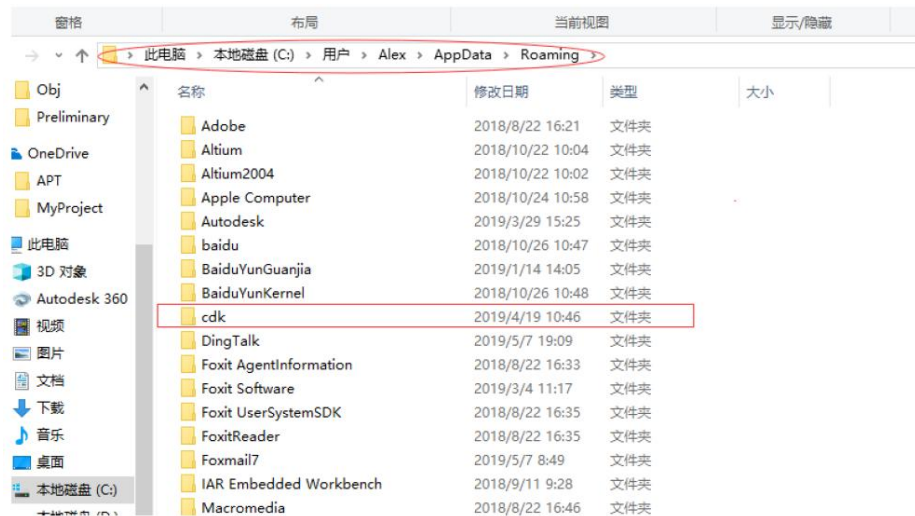 窗格 布局 当前视图 显示/隐藏
此电脑 › 本地磁盘 (C:) › 用户 › Alex › AppData › Roaming ›
名称 修改日期 类型 大小
Obj
Preliminary
OneDrive
APT
MyProject
此电脑
3D 对象
Autodesk 360
视频
图片
文档
下载
音乐
桌面
本地磁盘 (C:)
本地磁盘 (D:)
Adobe 2018/8/22 16:21 文件夹
Altium 2018/10/22 10:04 文件夹
Altium2004 2018/10/22 10:02 文件夹
Apple Computer 2018/10/24 10:58 文件夹
Autodesk 2019/3/29 15:25 文件夹
baidu 2018/10/26 10:47 文件夹
BaiduYunGuanjia 2019/1/14 14:05 文件夹
BaiduYunKernel 2018/10/26 10:48 文件夹
cdk 2019/4/19 10:46 文件夹
DingTalk 2019/5/7 19:09 文件夹
Foxit AgentInformation 2018/8/22 16:33 文件夹
Foxit Software 2019/3/4 11:17 文件夹
Foxit UserSystemSDK 2018/8/22 16:35 文件夹
FoxitReader 2018/8/22 16:35 文件夹
Foxmail7 2019/5/7 8:49 文件夹
IAR Embedded Workbench 2018/9/11 9:28 文件夹
Macromedia 2018/8/22 16:46 文件夹